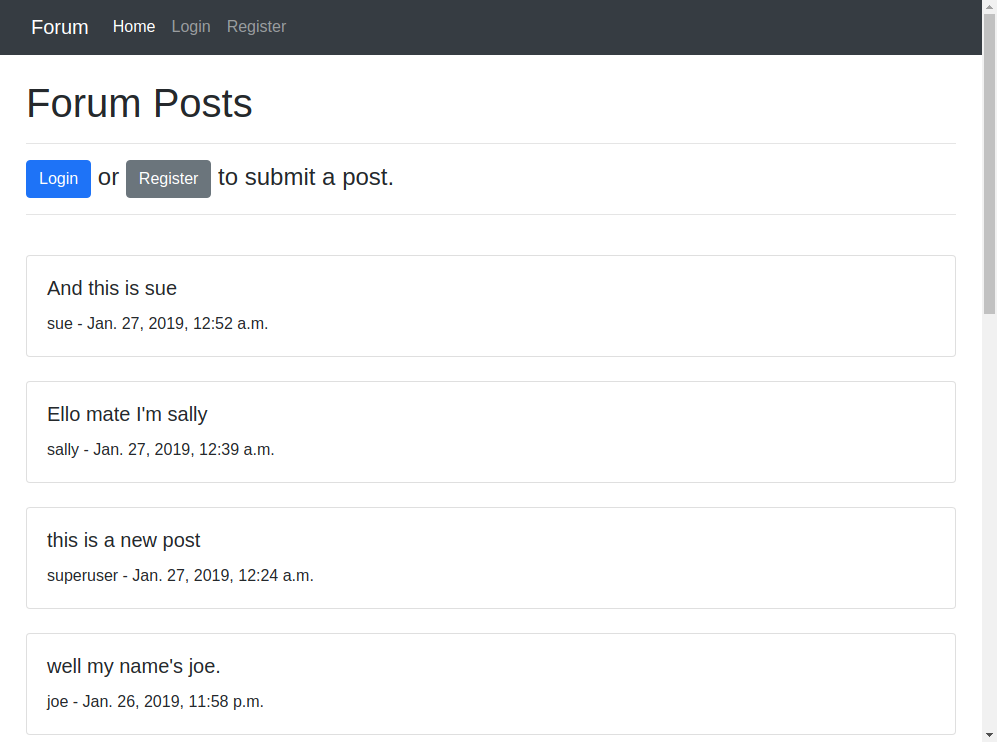 Forum Home Login Register
Forum Posts
Login or Register to submit a post.
And this is sue
sue - Jan. 27, 2019, 12:52 a.m.
Ello mate I'm sally
sally - Jan. 27, 2019, 12:39 a.m.
this is a new post
superuser - Jan. 27, 2019, 12:24 a.m.
well my name's joe.
joe - Jan. 26, 2019, 11:58 p.m.